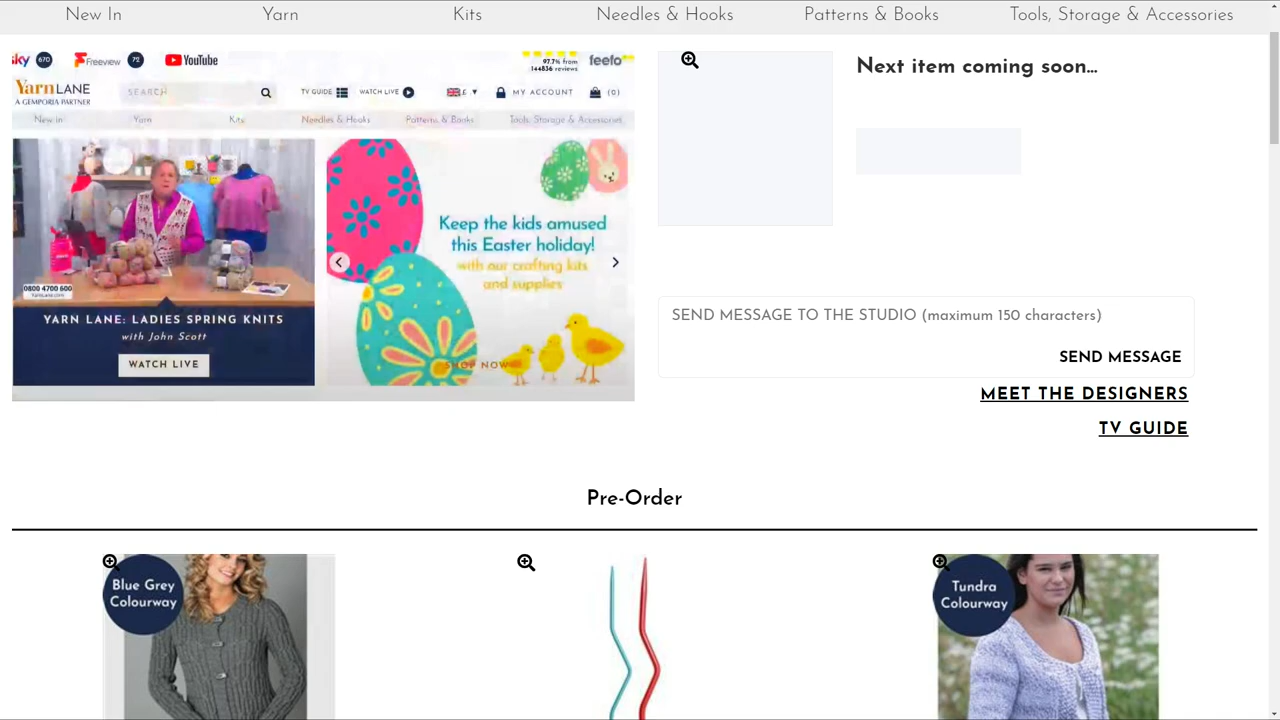 New In Yarn Kits Needles & Hooks Patterns & Books Tools, Storage & Accessories
sky 670 Freeview 72 YouTube
97.7% from
144836 reviews
feefo
Yarn LANE
A GEMPORIA PARTNER
SEARCH
TV GUIDE WATCH LIVE £ MY ACCOUNT (0)
New In Yarn Kits Needles & Hooks Patterns & Books Tools, Storage & Accessories
0800 4700 600
YarnLane.com
YARN LANE: LADIES SPRING KNITS
with John Scott
WATCH LIVE
Keep the kids amused
this Easter holiday!
with our crafting kits
and supplies
SHOP NOW
Next item coming soon...
SEND MESSAGE TO THE STUDIO (maximum 150 characters)
SEND MESSAGE
MEET THE DESIGNERS
TV GUIDE
Pre-Order
Blue Grey
Colourway
Tundra
Colourway